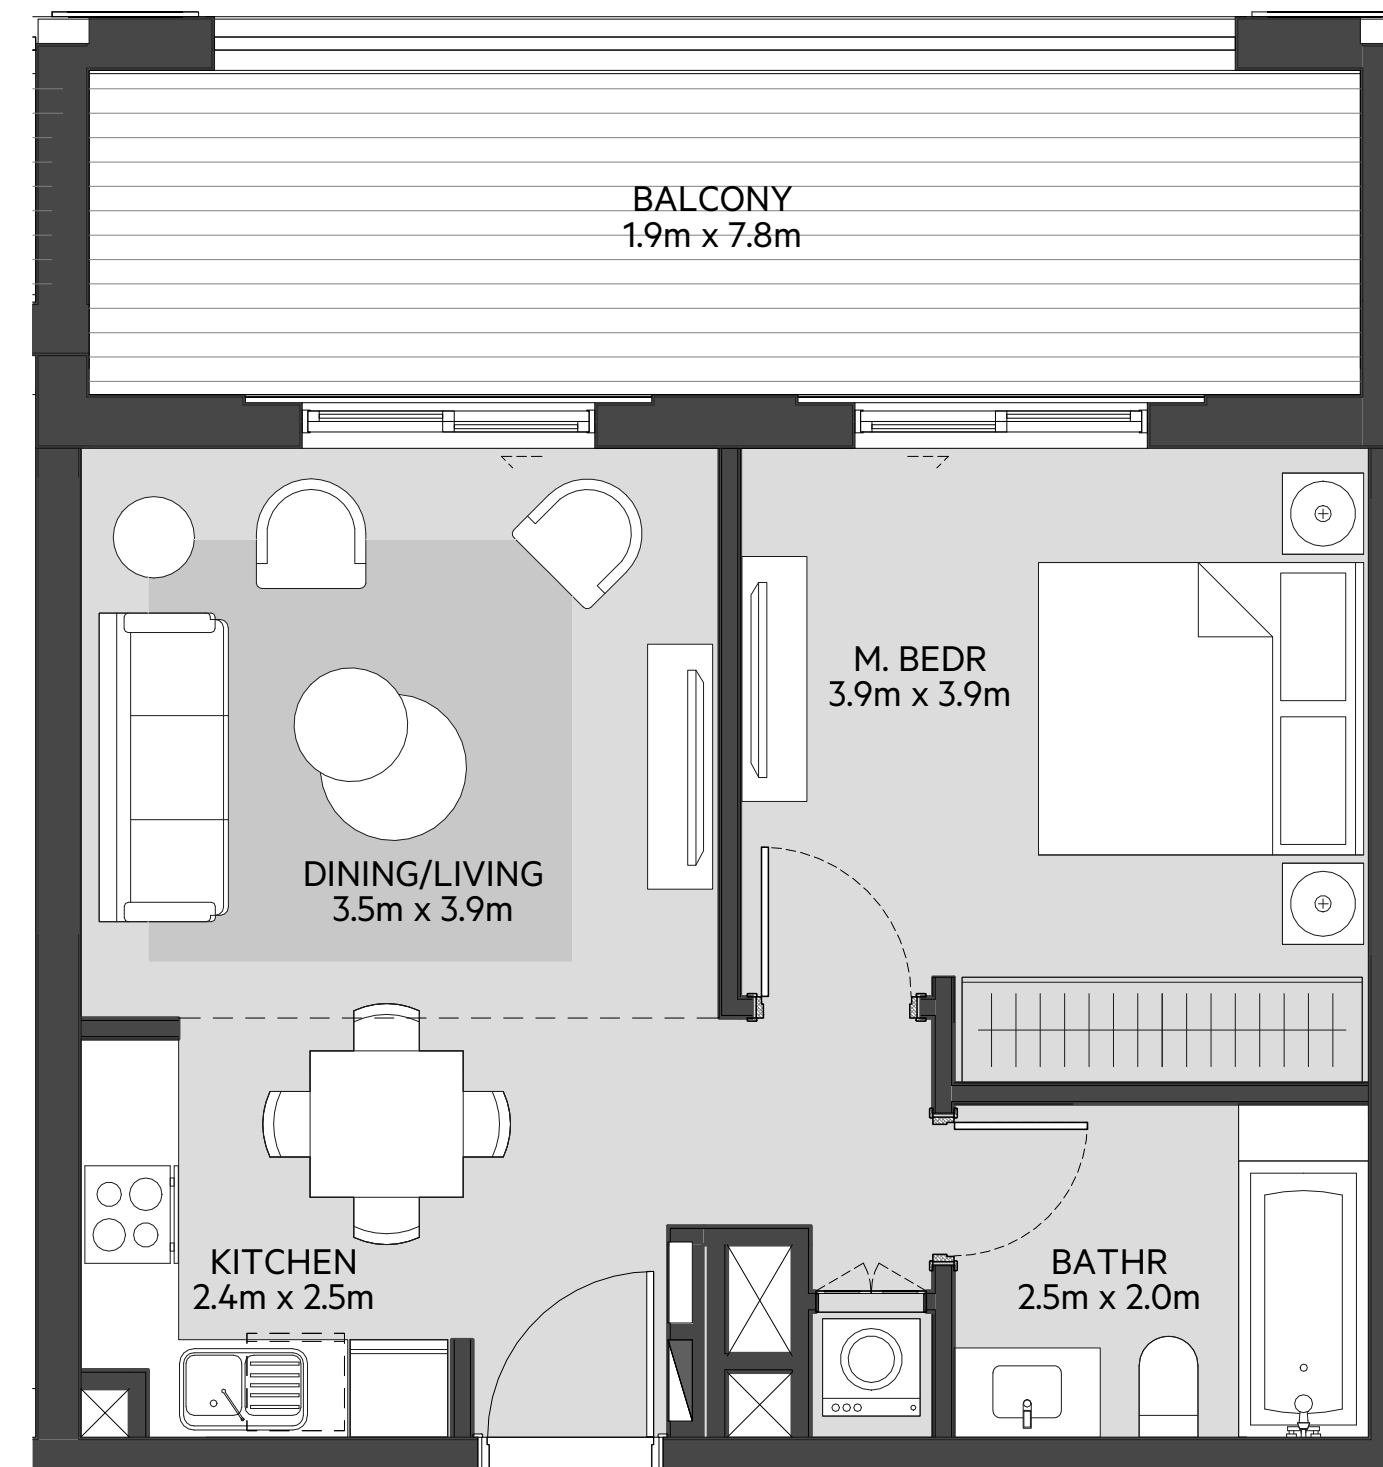 BALCONY
1.9m x 7.8m
M. BEDR
3.9m x 3.9m
DINING/LIVING
3.5m x 3.9m
KITCHEN
2.4m x 2.5m
BATHR
2.5m x 2.0m